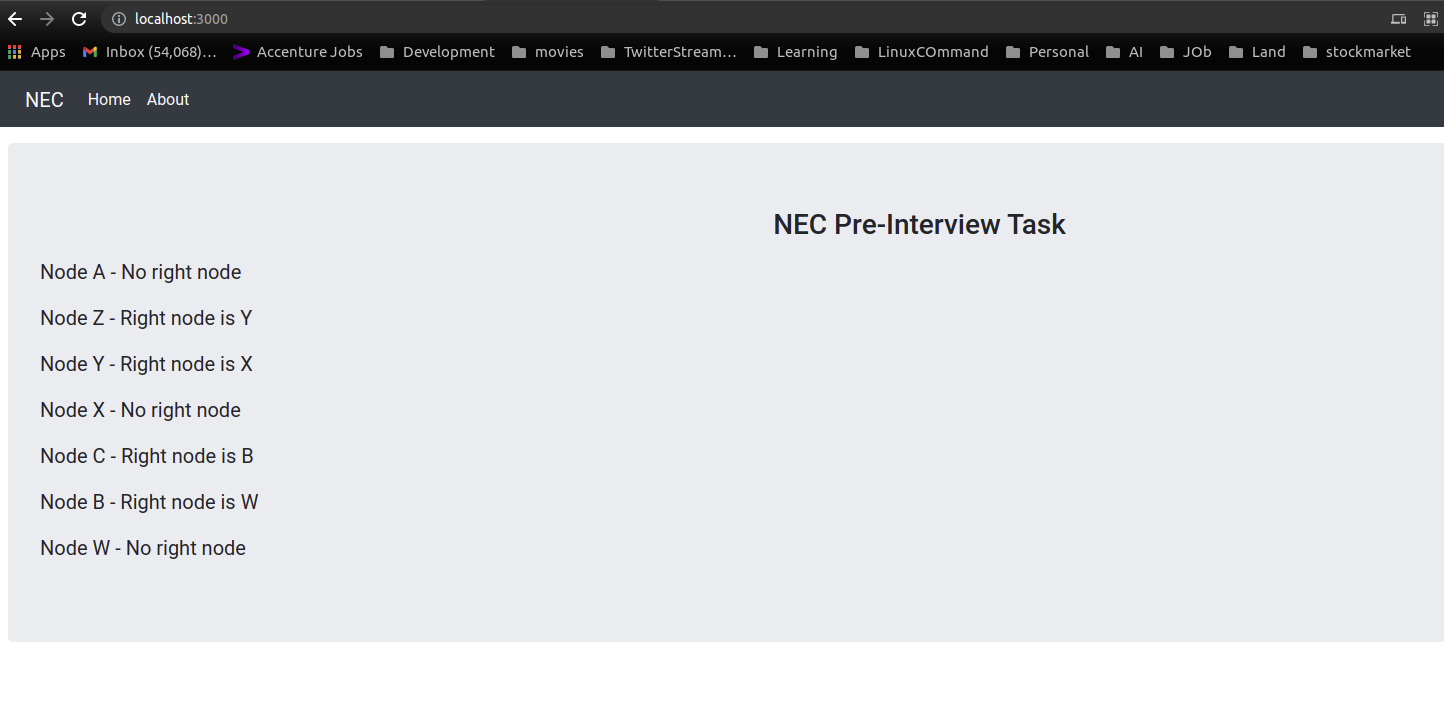 localhost:3000
Apps Inbox (54,068)... Accenture Jobs Development movies TwitterStream... Learning LinuxCOmmand Personal AI JOb Land stockmarket
NEC Home About
NEC Pre-Interview Task
Node A - No right node
Node Z - Right node is Y
Node Y - Right node is X
Node X - No right node
Node C - Right node is B
Node B - Right node is W
Node W - No right node